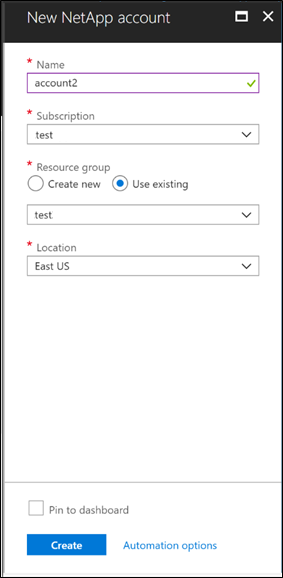 New NetApp account
* Name
account2
* Subscription
test
* Resource group
Create new Use existing
test
* Location
East US
Pin to dashboard
Create Automation options